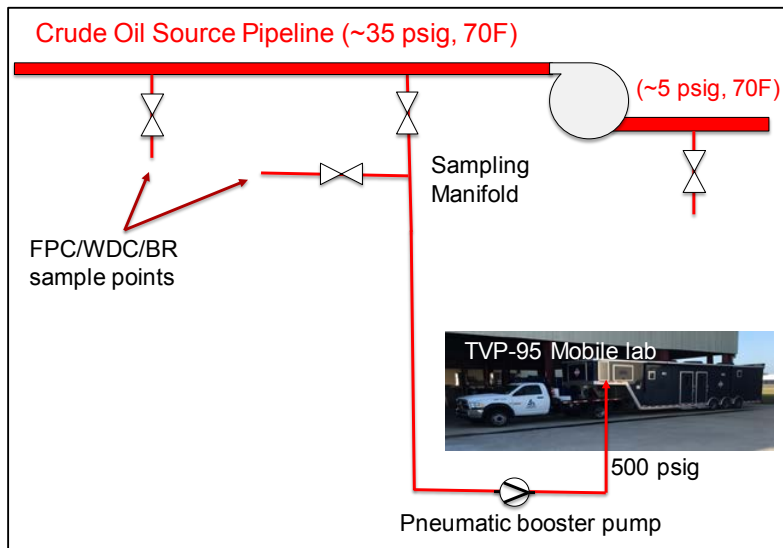 Crude Oil Source Pipeline (~35 psig, 70F)
(~5 psig, 70F)
Sampling
Manifold
FPC/WDC/BR
sample points
TVP-95 Mobile lab
500 psig
Pneumatic booster pump